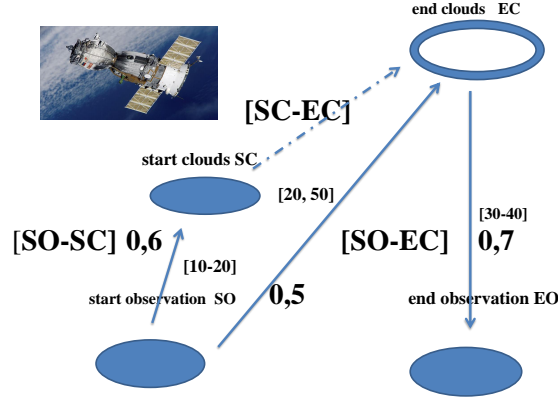 end clouds EC
[SC-EC]
start clouds SC
[20, 50]
[30-40]
[SO-SC] 0,6
[SO-EC] 0,7
[10-20]
start observation SO
0,5
end observation EO